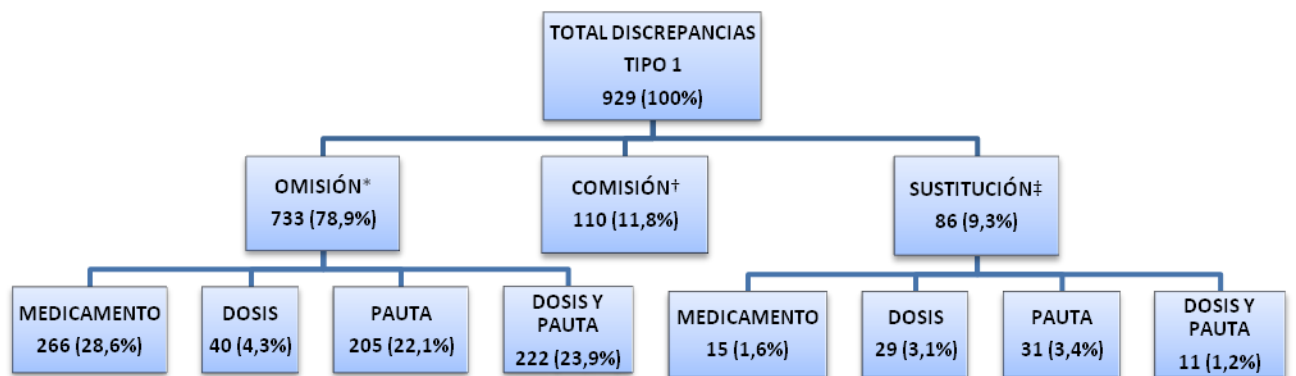 TOTAL DISCREPANCIAS
TIPO 1
929 (100%)
OMISIÓN*
733 (78,9%)
COMISIÓN†
110 (11,8%)
SUSTITUCIÓN‡
86 (9,3%)
MEDICAMENTO
266 (28,6%)
DOSIS
40 (4,3%)
PAUTA
205 (22,1%)
DOSIS Y
PAUTA
222 (23,9%)
MEDICAMENTO
15 (1,6%)
DOSIS
29 (3,1%)
PAUTA
31 (3,4%)
DOSIS Y
PAUTA
11 (1,2%)